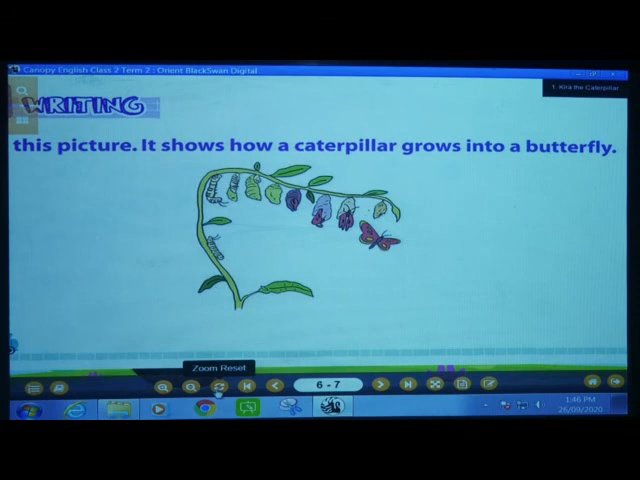 Canopy English Class 2 Term 2 : Orient BlackSwan Digital
1. Kira the Caterpillar
WRITING
this picture. It shows how a caterpillar grows into a butterfly.
Zoom Reset
6 - 7
1:46 PM
26/09/2020